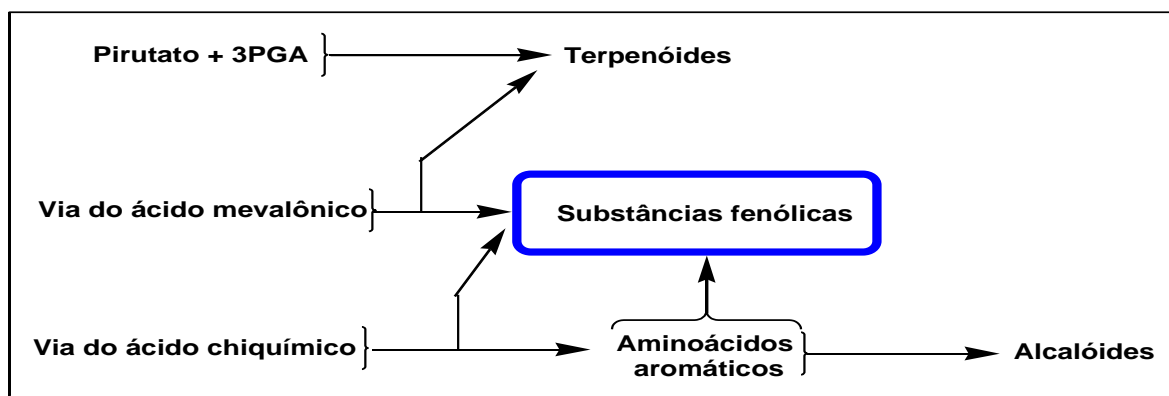 Pirutato + 3PGA
Terpenóides
Via do ácido mevalônico
Substâncias fenólicas
Via do ácido chiquímico
Aminoácidos
aromáticos
Alcalóides